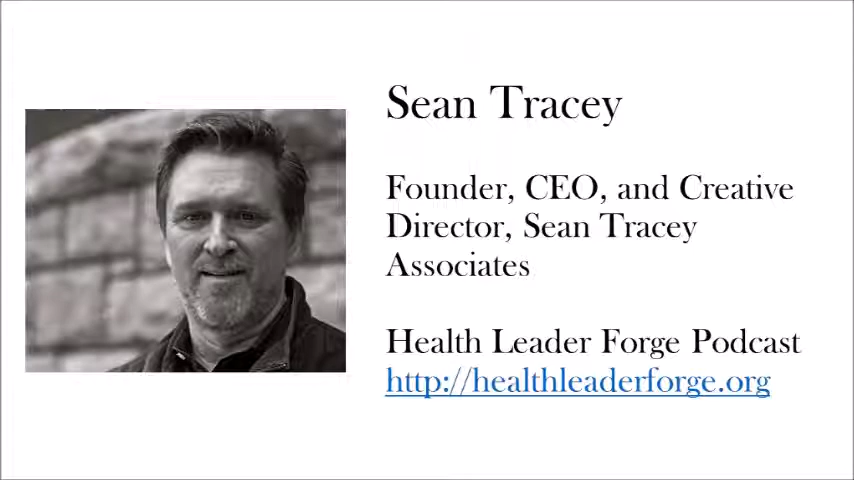 Sean Tracey
Founder, CEO, and Creative
Director, Sean Tracey
Associates
Health Leader Forge Podcast
http://healthleaderforge.org